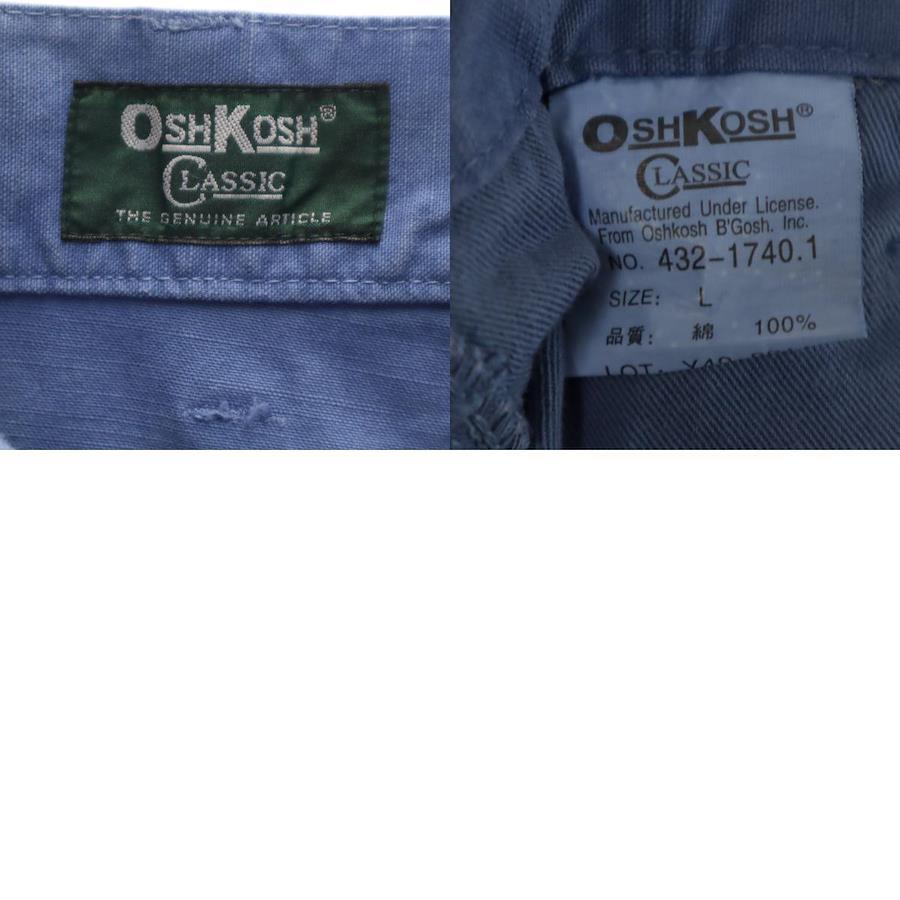 OSHKOSH®
CLASSIC
THE GENUINE ARTICLE
OSHKOSH®
CLASSIC
Manufactured Under License.
From Oshkosh B'Gosh. Inc.
NO. 432-1740.1
SIZE: L
品質: 綿 100%
LOT.